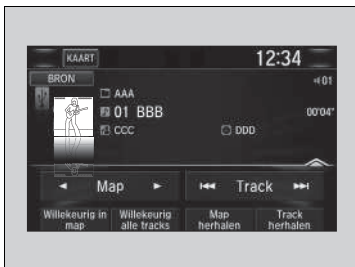 KAART 12:34
BRON 01
AAA
01 BBB 00'04"
CCC DDD
Map Track
Willekeurig in map Willekeurig alle tracks Map herhalen Track herhalen